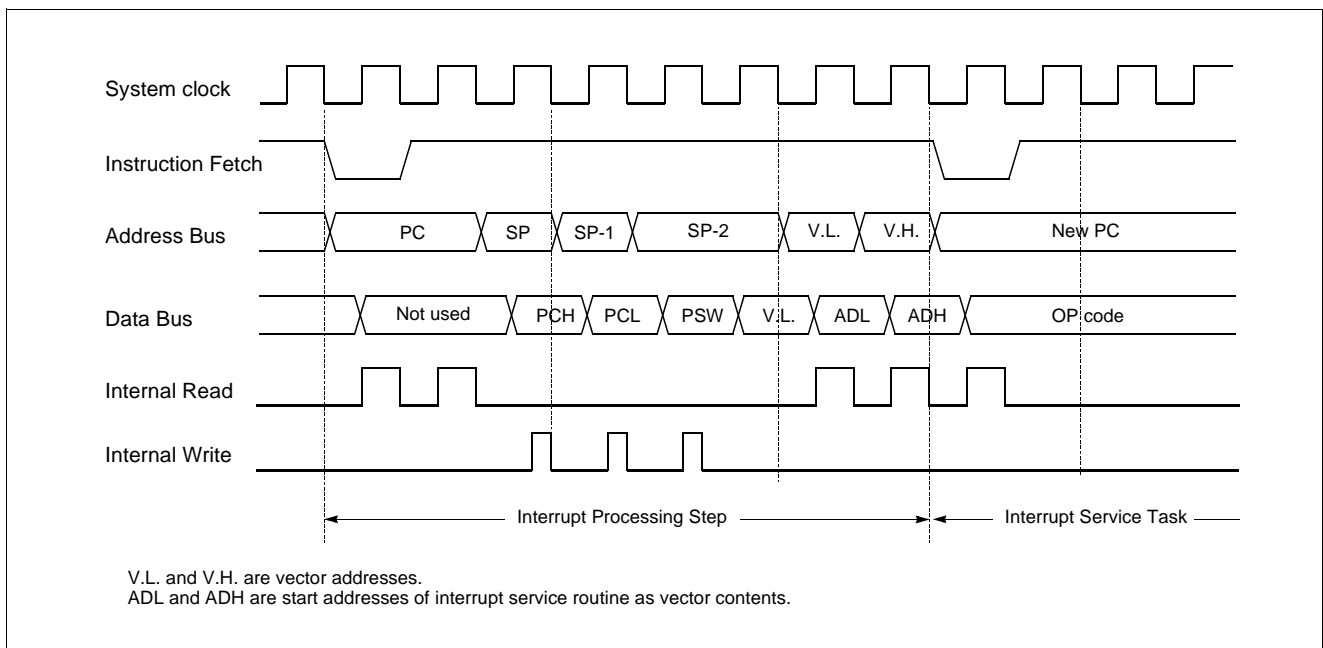 System clock
Instruction Fetch
Address Bus
PC SP SP-1 SP-2 V.L. V.H. New PC
Data Bus
Not used PCH PCL PSW V.L. ADL ADH OP code
Internal Read
Internal Write
Interrupt Processing Step Interrupt Service Task
V.L. and V.H. are vector addresses.
ADL and ADH are start addresses of interrupt service routine as vector contents.